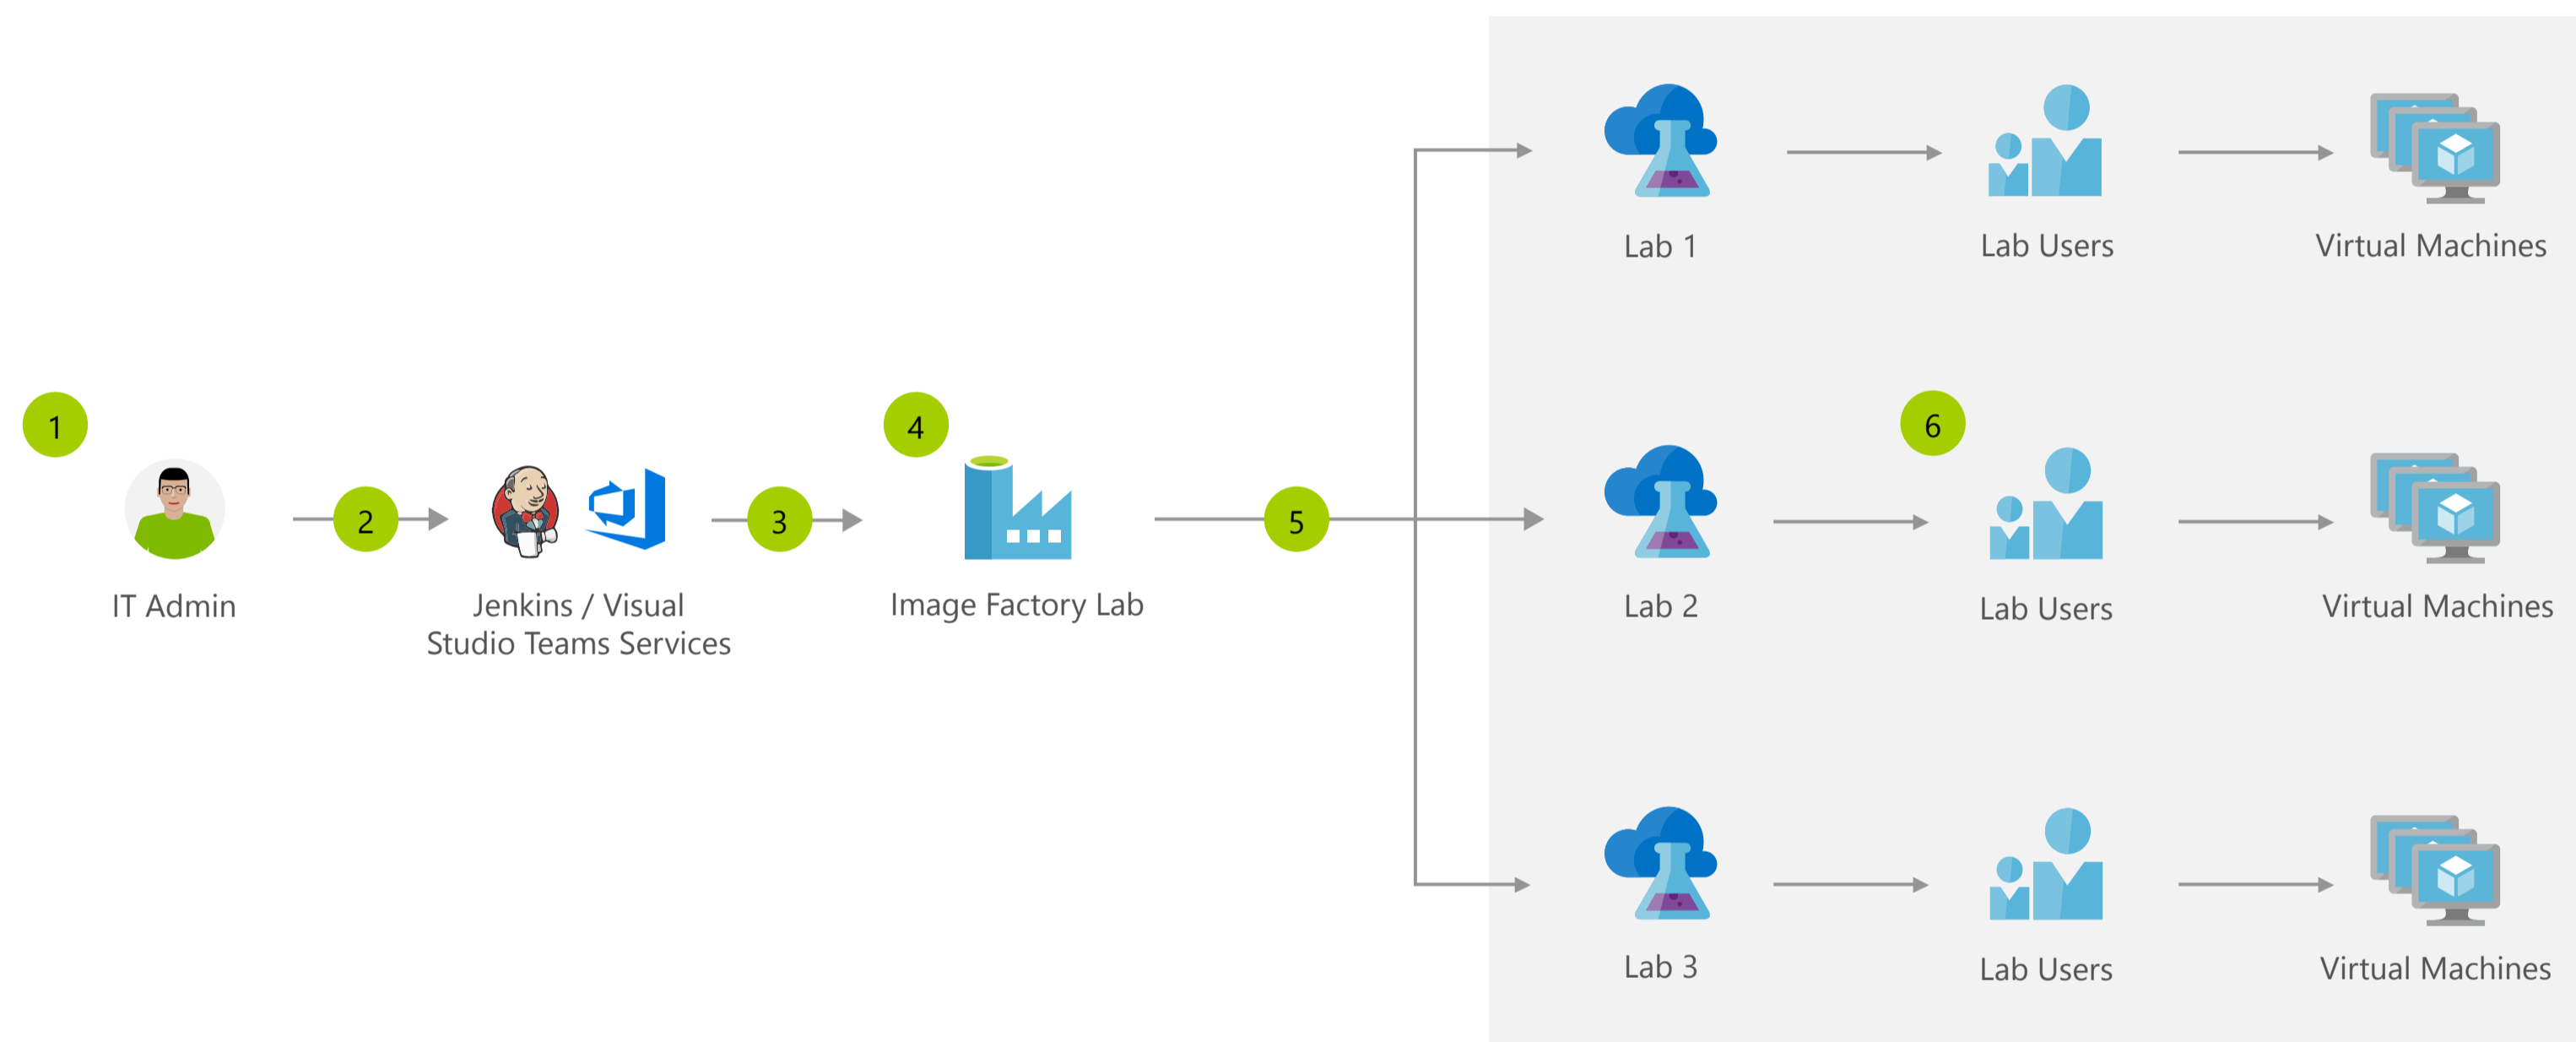 Lab 1
Lab Users
Virtual Machines
1
2
3
4
5
6
IT Admin
Jenkins / Visual
Studio Teams Services
Image Factory Lab
Lab 2
Lab Users
Virtual Machines
Lab 3
Lab Users
Virtual Machines